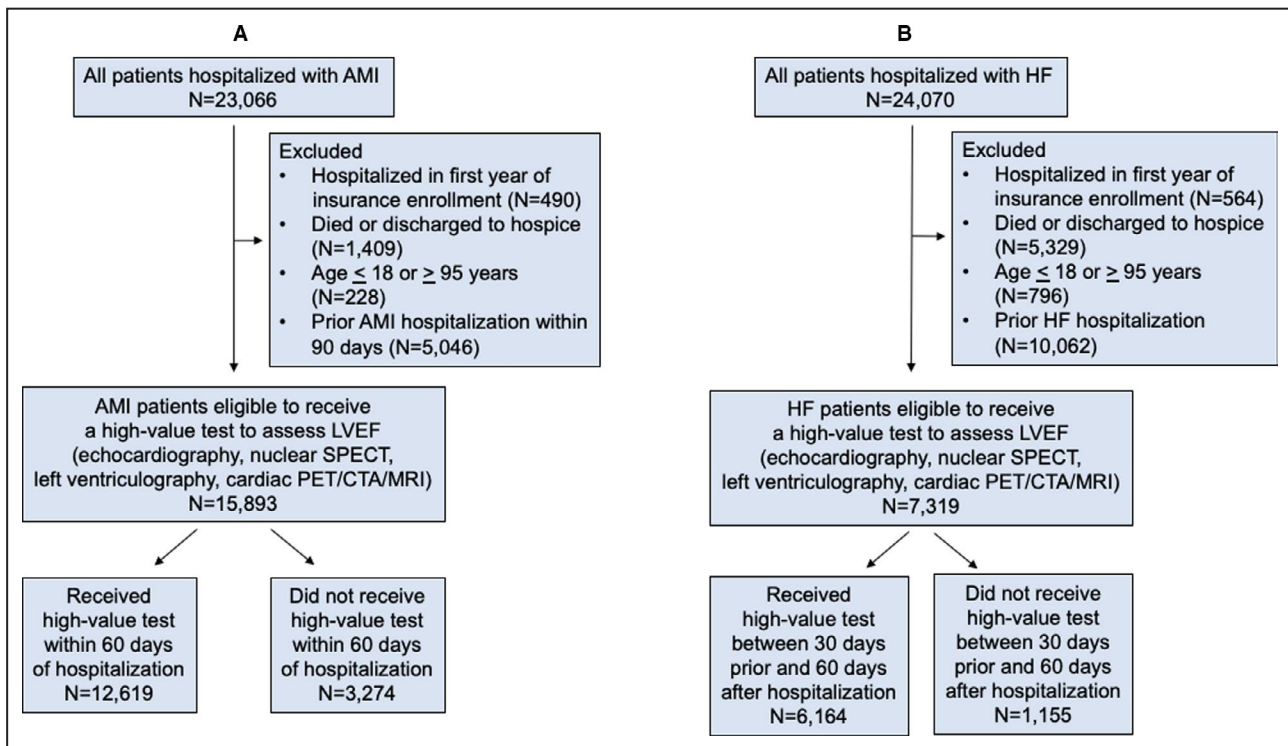 A
All patients hospitalized with AMI
N=23,066
Excluded
• Hospitalized in first year of
insurance enrollment (N=490)
• Died or discharged to hospice
(N=1,409)
• Age ≤ 18 or ≥ 95 years
(N=228)
• Prior AMI hospitalization within
90 days (N=5,046)
AMI patients eligible to receive
a high-value test to assess LVEF
(echocardiography, nuclear SPECT,
left ventriculography, cardiac PET/CTA/MRI)
N=15,893
Received
high-value test
within 60 days
of hospitalization
N=12,619
Did not receive
high-value test
within 60 days
of hospitalization
N=3,274
B
All patients hospitalized with HF
N=24,070
Excluded
• Hospitalized in first year of
insurance enrollment (N=564)
• Died or discharged to hospice
(N=5,329)
• Age ≤ 18 or ≥ 95 years
(N=796)
• Prior HF hospitalization
(N=10,062)
HF patients eligible to receive
a high-value test to assess LVEF
(echocardiography, nuclear SPECT,
left ventriculography, cardiac PET/CTA/MRI)
N=7,319
Received
high-value test
between 30 days
prior and 60 days
after hospitalization
N=6,164
Did not receive
high-value test
between 30 days
prior and 60 days
after hospitalization
N=1,155